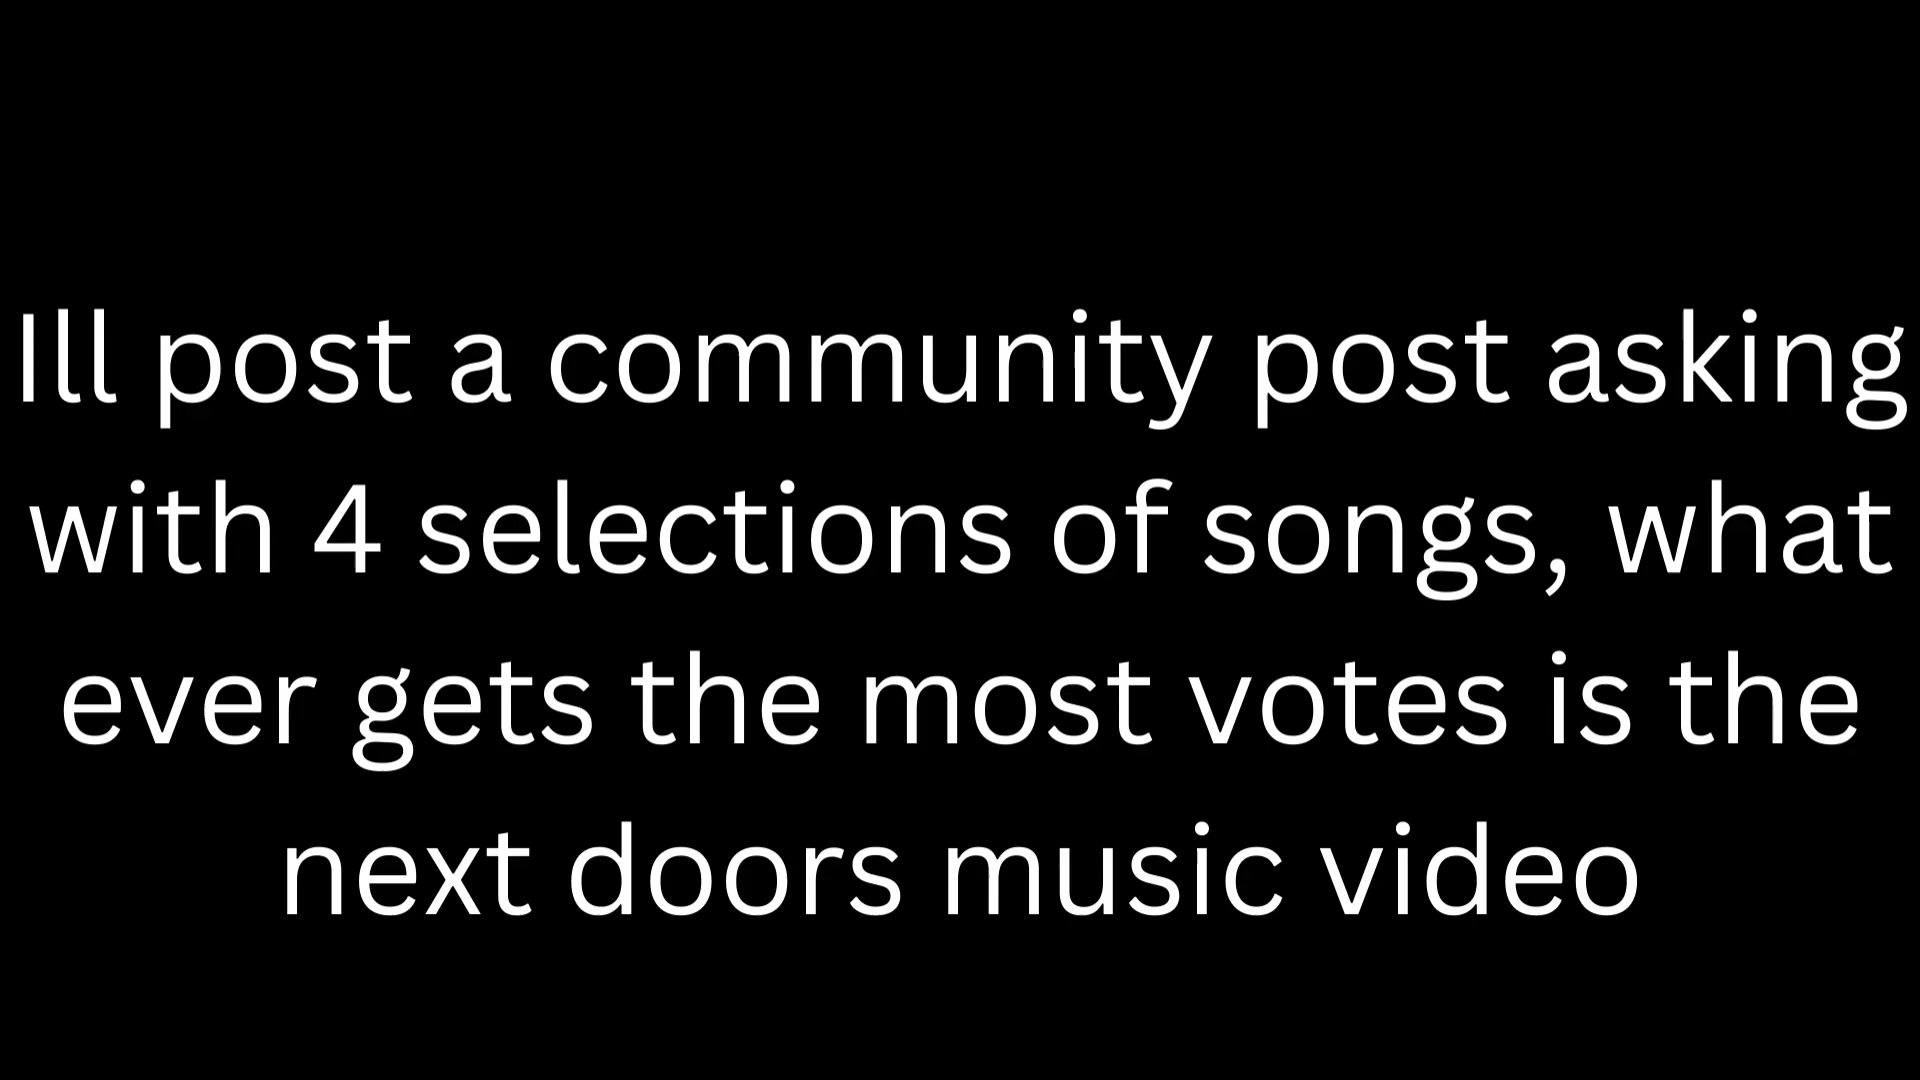 Ill post a community post asking
with 4 selections of songs, what
ever gets the most votes is the
next doors music video